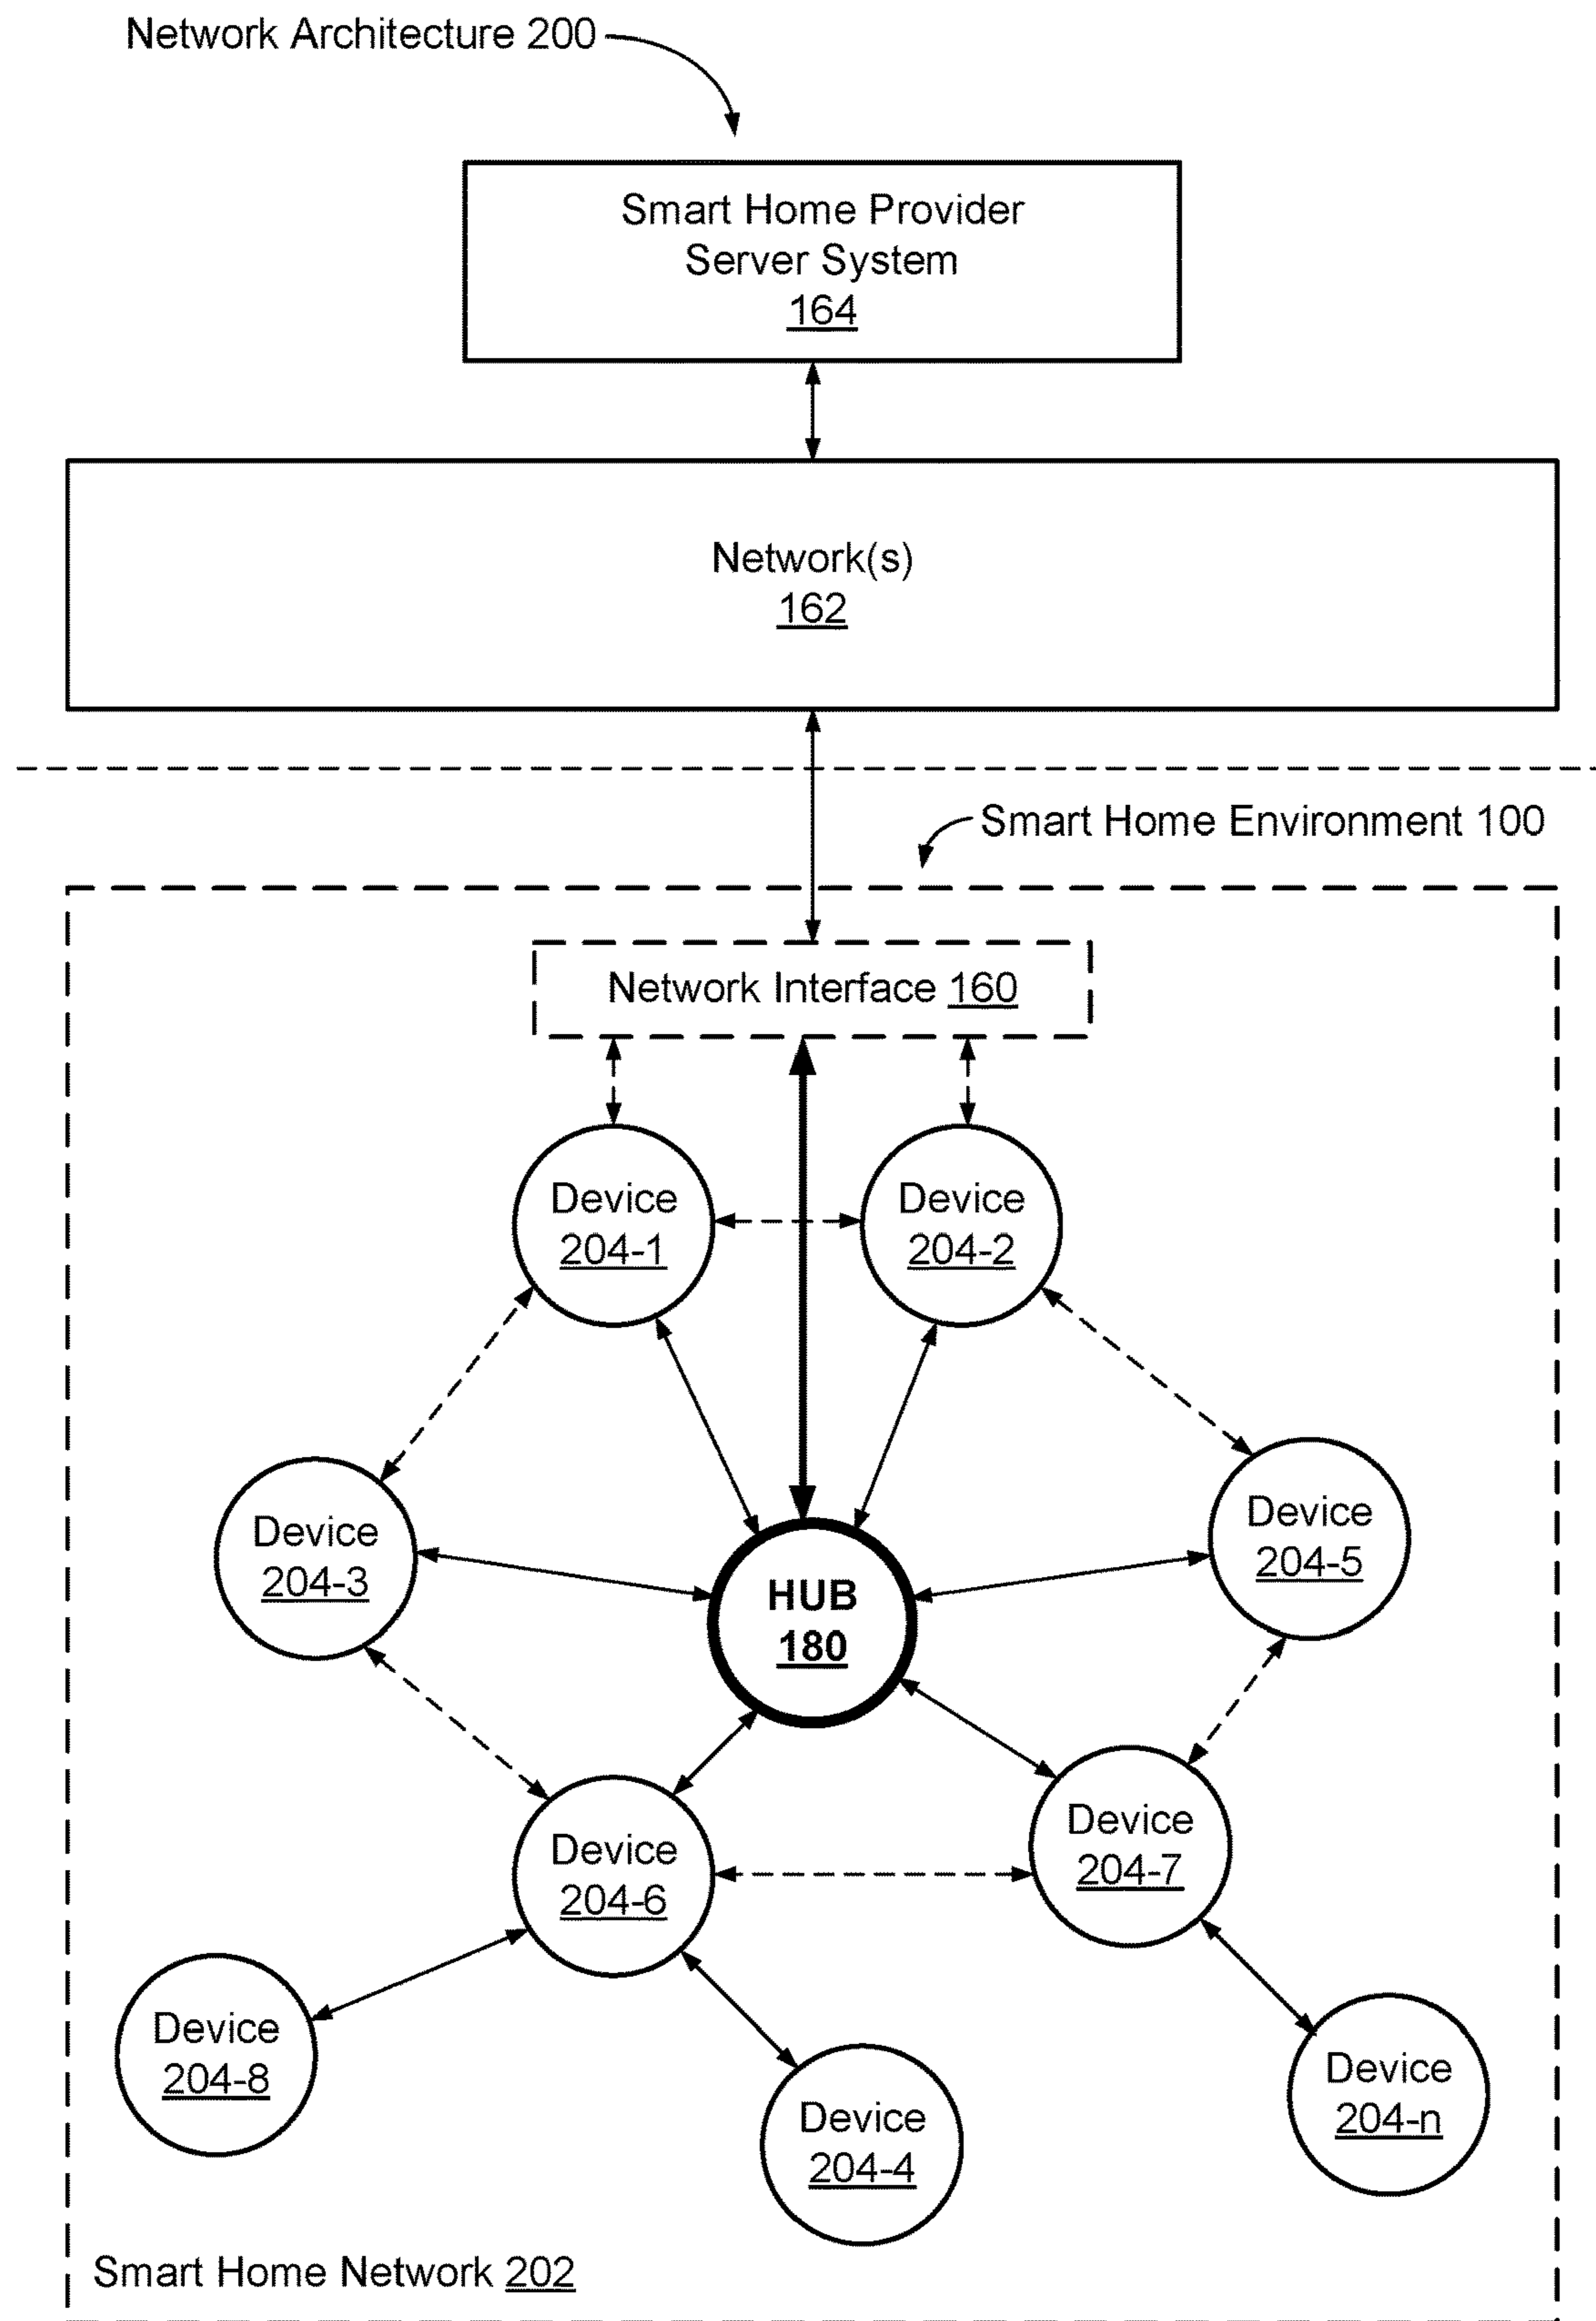 Network Architecture 200
Smart Home Provider
Server System
164
Network(s)
162
Smart Home Environment 100
Network Interface 160
Device
204-1
Device
204-2
Device
204-3
Device
204-5
HUB
180
Device
204-6
Device
204-7
Device
204-8
Device
204-4
Device
204-n
Smart Home Network 202